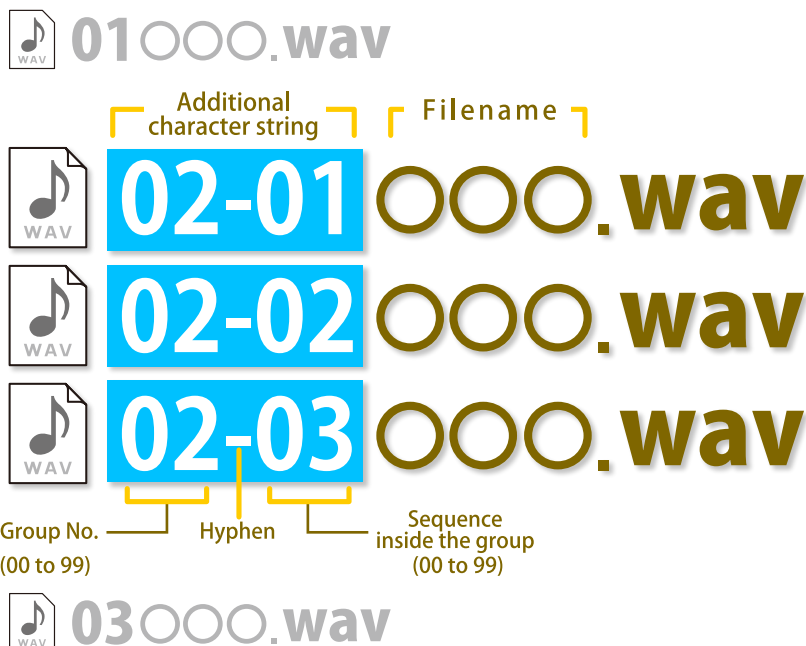 WAV 01○○○.wav
Additional
character string
Filename
WAV 02-01○○○.wav
WAV 02-02○○○.wav
WAV 02-03○○○.wav
Group No.
(00 to 99)
Hyphen
Sequence
inside the group
(00 to 99)
WAV 03○○○.wav